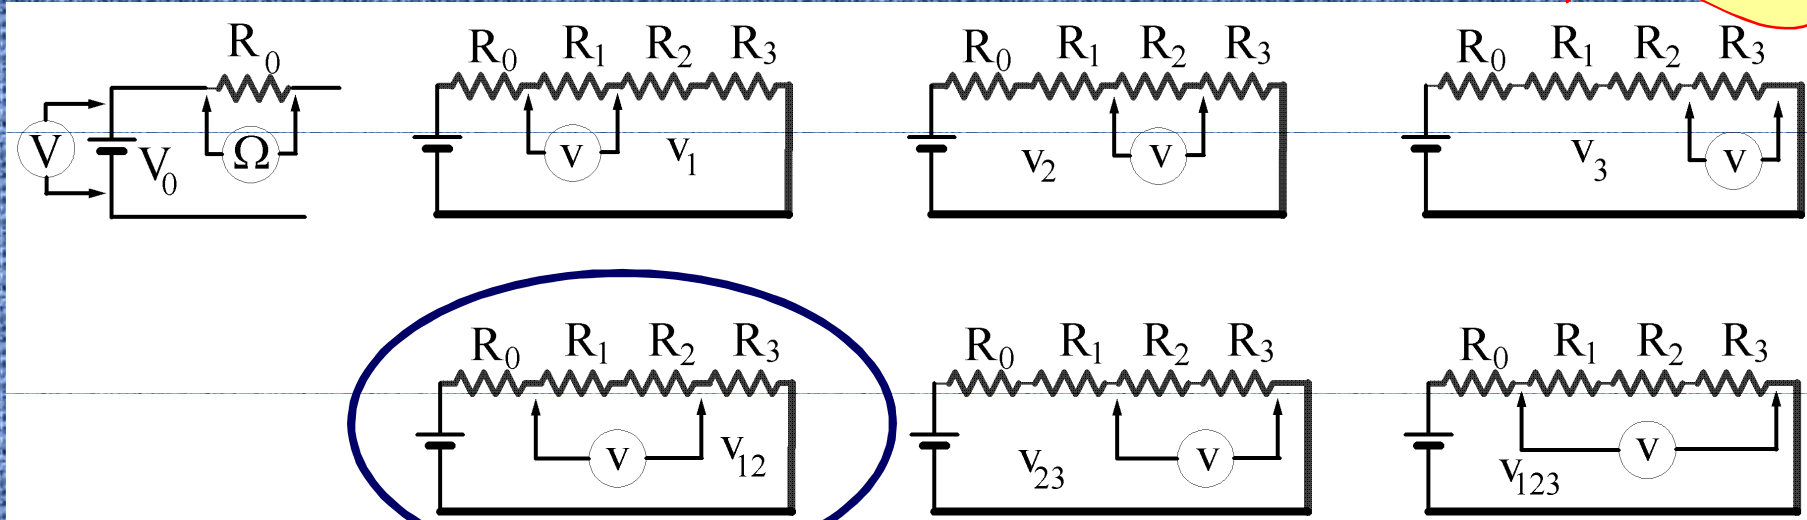 R₀
V
V₀
Ω
R₀ R₁ R₂ R₃
V
V₁
R₀ R₁ R₂ R₃
V₂
V
R₀ R₁ R₂ R₃
V₃
V
R₀ R₁ R₂ R₃
V
V₁₂
R₀ R₁ R₂ R₃
V₂₃
V
R₀ R₁ R₂ R₃
V₁₂₃
V